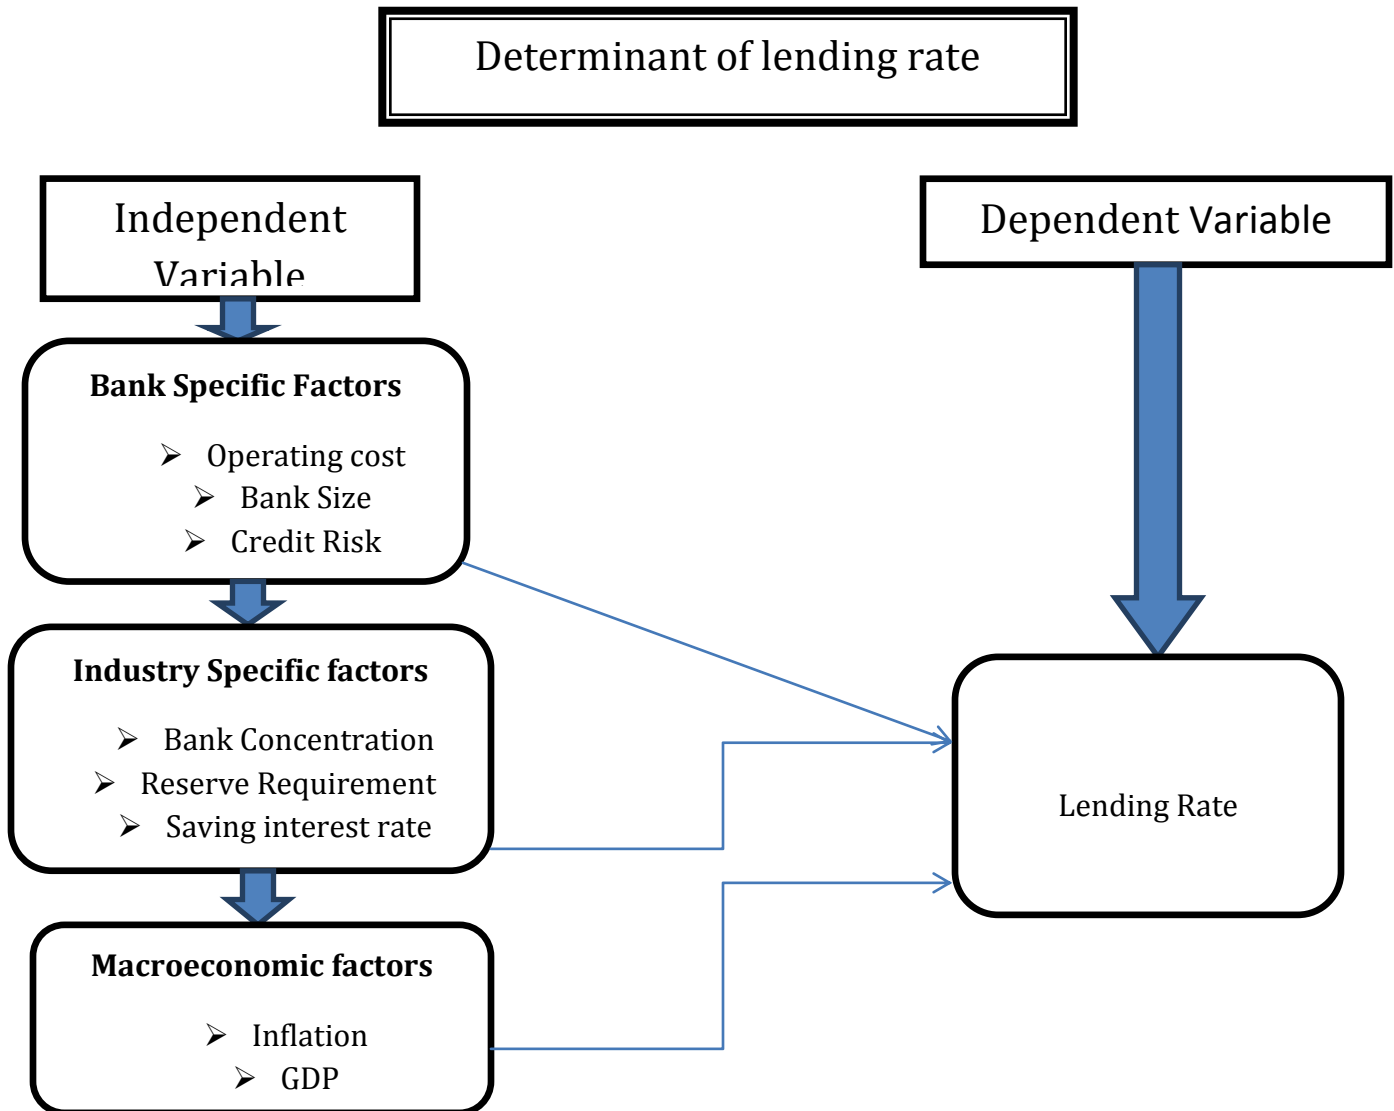 Determinant of lending rate
Independent
Variable
Dependent Variable
Bank Specific Factors
➢ Operating cost
➢ Bank Size
➢ Credit Risk
Industry Specific factors
➢ Bank Concentration
➢ Reserve Requirement
➢ Saving interest rate
Macroeconomic factors
➢ Inflation
➢ GDP
Lending Rate